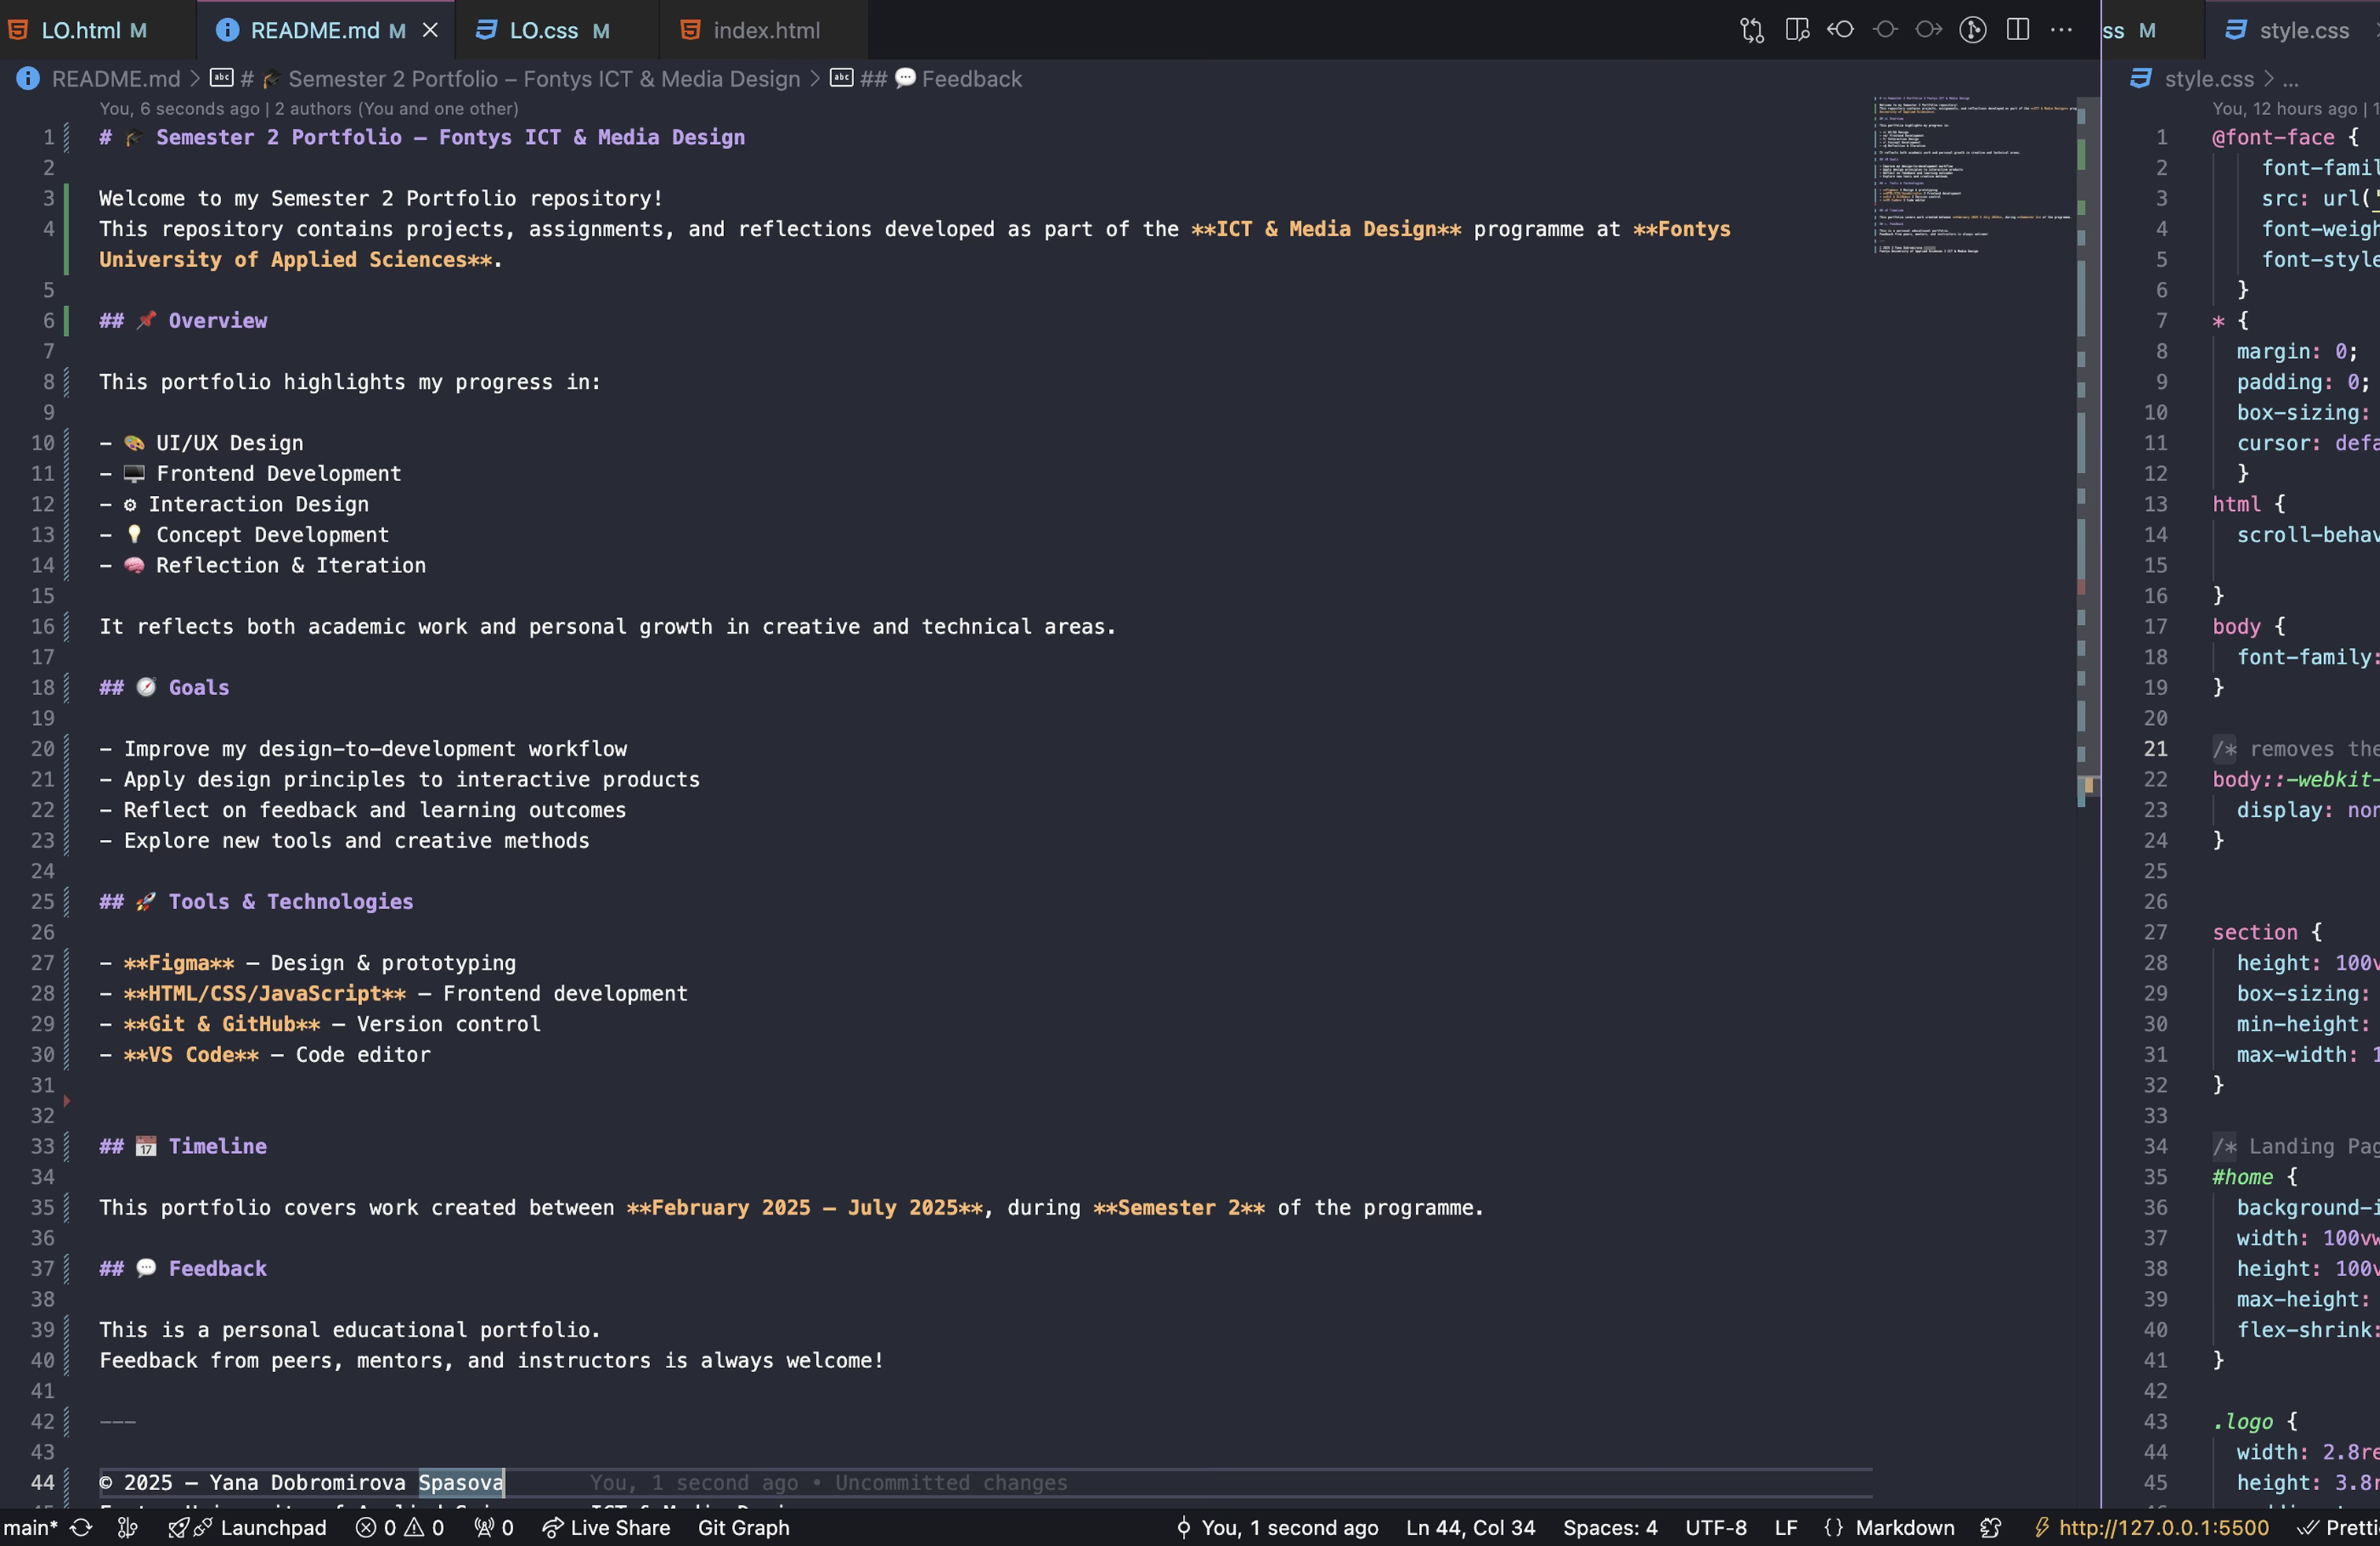 LO.html M README.md M LO.css M index.html
README.md > # 🎓 Semester 2 Portfolio – Fontys ICT & Media Design > ## 💬 Feedback
You, 6 seconds ago | 2 authors (You and one other)
1 # 🎓 Semester 2 Portfolio – Fontys ICT & Media Design
2
3 Welcome to my Semester 2 Portfolio repository!
4 This repository contains projects, assignments, and reflections developed as part of the **ICT & Media Design** programme at **Fontys
University of Applied Sciences**.
5
6 ## 📌 Overview
7
8 This portfolio highlights my progress in:
9
10 - 🎨 UI/UX Design
11 - 🖥️ Frontend Development
12 - ⚙ Interaction Design
13 - 💡 Concept Development
14 - 🧠 Reflection & Iteration
15
16 It reflects both academic work and personal growth in creative and technical areas.
17
18 ## 🧭 Goals
19
20 - Improve my design-to-development workflow
21 - Apply design principles to interactive products
22 - Reflect on feedback and learning outcomes
23 - Explore new tools and creative methods
24
25 ## 🚀 Tools & Technologies
26
27 - **Figma** – Design & prototyping
28 - **HTML/CSS/JavaScript** – Frontend development
29 - **Git & GitHub** – Version control
30 - **VS Code** – Code editor
31
32
33 ## 📅 Timeline
34
35 This portfolio covers work created between **February 2025 – July 2025**, during **Semester 2** of the programme.
36
37 ## 💬 Feedback
38
39 This is a personal educational portfolio.
40 Feedback from peers, mentors, and instructors is always welcome!
41
42 ---
43
44 © 2025 – Yana Dobromirova Spasova You, 1 second ago • Uncommitted changes
ss M style.css
style.css > ...
You, 12 hours ago | 1
1 @font-face {
2 font-famil
3 src: url('
4 font-weigh
5 font-style
6 }
7 * {
8 margin: 0;
9 padding: 0;
10 box-sizing:
11 cursor: defa
12 }
13 html {
14 scroll-behav
15
16 }
17 body {
18 font-family:
19 }
20
21 /* removes the
22 body::-webkit-
23 display: non
24 }
25
26
27 section {
28 height: 100v
29 box-sizing:
30 min-height:
31 max-width: 1
32 }
33
34 /* Landing Pag
35 #home {
36 background-i
37 width: 100vw
38 height: 100v
39 max-height:
40 flex-shrink:
41 }
42
43 .logo {
44 width: 2.8re
45 height: 3.8r
main* Launchpad 0 0 0 Live Share Git Graph You, 1 second ago Ln 44, Col 34 Spaces: 4 UTF-8 LF {} Markdown http://127.0.0.1:5500 Pretti